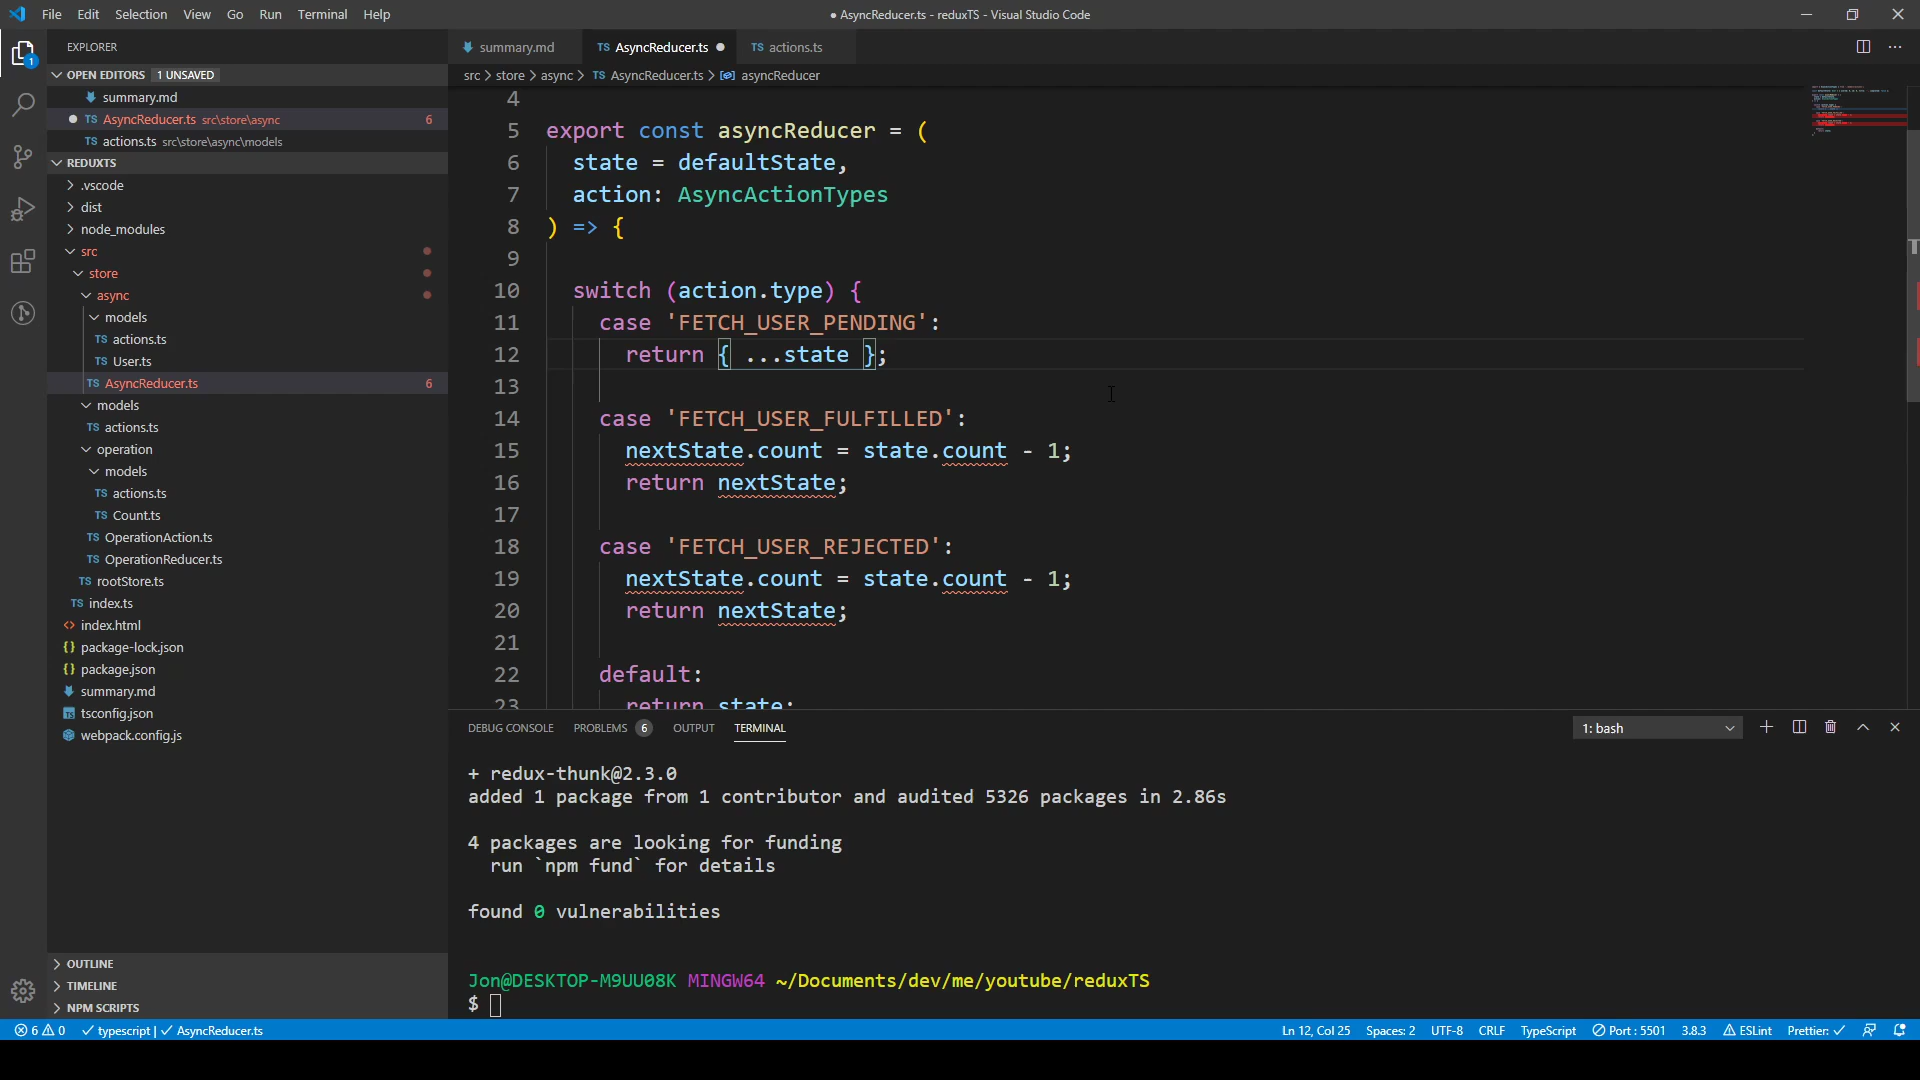 File Edit Selection View Go Run Terminal Help
● AsyncReducer.ts - reduxTS - Visual Studio Code
EXPLORER
OPEN EDITORS 1 UNSAVED
summary.md
AsyncReducer.ts src\store\async 6
TS actions.ts src\store\async\models
REDUXTS
.vscode
dist
node_modules
src
store
async
models
TS actions.ts
TS User.ts
TS AsyncReducer.ts 6
models
TS actions.ts
operation
models
TS actions.ts
TS Count.ts
TS OperationAction.ts
TS OperationReducer.ts
TS rootStore.ts
TS index.ts
<> index.html
{} package-lock.json
{} package.json
summary.md
tsconfig.json
webpack.config.js
OUTLINE
TIMELINE
NPM SCRIPTS
1
summary.md TS AsyncReducer.ts ● TS actions.ts
src > store > async > TS AsyncReducer.ts > asyncReducer
4
5 export const asyncReducer = (
6 state = defaultState,
7 action: AsyncActionTypes
8 ) => {
9
10 switch (action.type) {
11 case 'FETCH_USER_PENDING':
12 return { ...state };
13
14 case 'FETCH_USER_FULFILLED':
15 nextState.count = state.count - 1;
16 return nextState;
17
18 case 'FETCH_USER_REJECTED':
19 nextState.count = state.count - 1;
20 return nextState;
21
22 default:
23 return state;
DEBUG CONSOLE PROBLEMS 6 OUTPUT TERMINAL 1: bash
+ redux-thunk@2.3.0
added 1 package from 1 contributor and audited 5326 packages in 2.86s
4 packages are looking for funding
run `npm fund` for details
found 0 vulnerabilities
Jon@DESKTOP-M9UU08K MINGW64 ~/Documents/dev/me/youtube/reduxTS
$
6 0 typescript | AsyncReducer.ts Ln 12, Col 25 Spaces: 2 UTF-8 CRLF TypeScript Port : 5501 3.8.3 ESLint Prettier: ✓